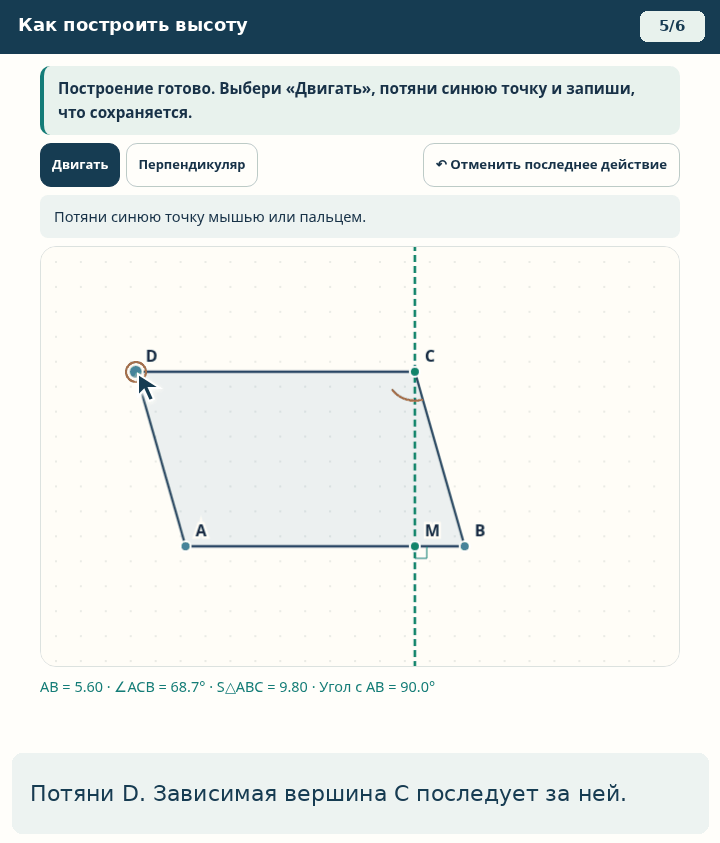 Как построить высоту
5/6
Построение готово. Выбери «Двигать», потяни синюю точку и запиши,
что сохраняется.
Двигать
Перпендикуляр
↶ Отменить последнее действие
Потяни синюю точку мышью или пальцем.
D
C
A
M
B
AB = 5.60 · ∠ACB = 68.7° · S△ABC = 9.80 · Угол с AB = 90.0°
Потяни D. Зависимая вершина C последует за ней.